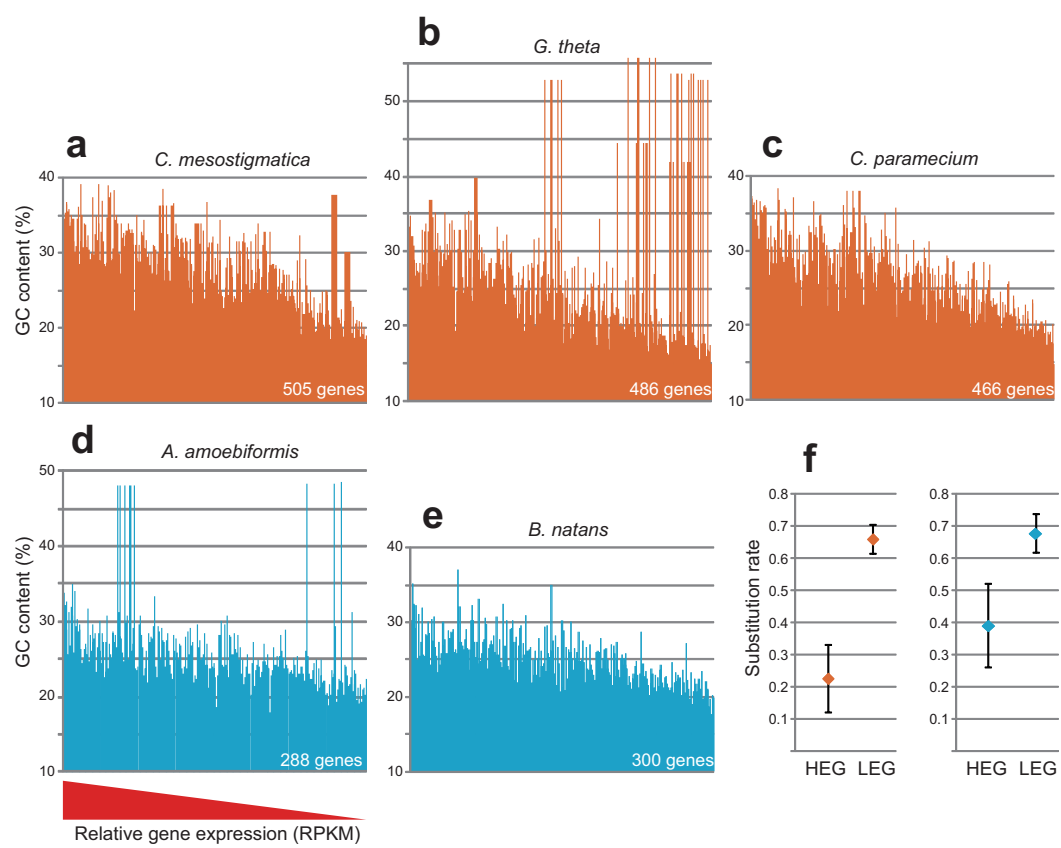 a
C. mesostigmatica
GC content (%)
40
30
20
10
505 genes
b
G. theta
50
40
30
20
10
486 genes
c
C. paramecium
40
30
20
10
466 genes
d
A. amoebiformis
GC content (%)
50
40
30
20
10
288 genes
Relative gene expression (RPKM)
e
B. natans
40
30
20
10
300 genes
f
Substitution rate
0.8
0.7
0.6
0.5
0.4
0.3
0.2
0.1
HEG LEG
0.8
0.7
0.6
0.5
0.4
0.3
0.2
0.1
HEG LEG